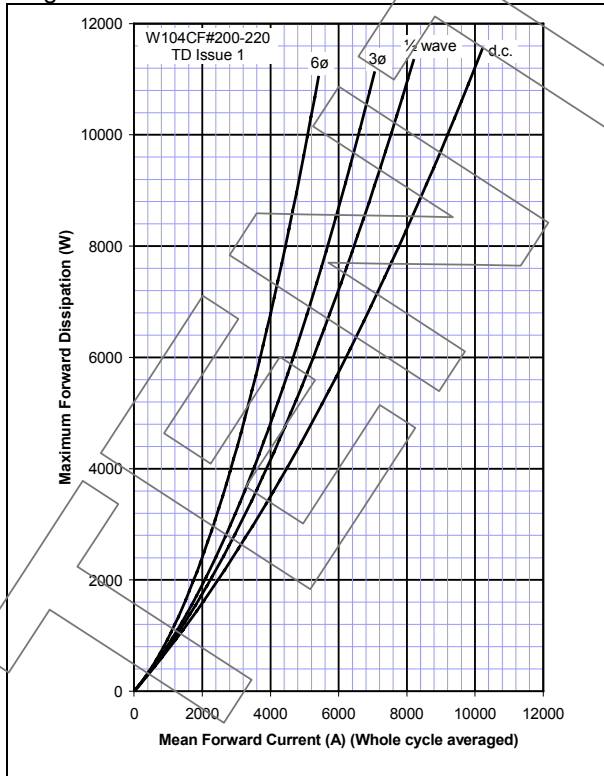 W104CF#200-220
TD Issue 1
6ø
3ø
½ wave
d.c.
12000
10000
8000
6000
4000
2000
0
Maximum Forward Dissipation (W)
0 2000 4000 6000 8000 10000 12000
Mean Forward Current (A) (Whole cycle averaged)